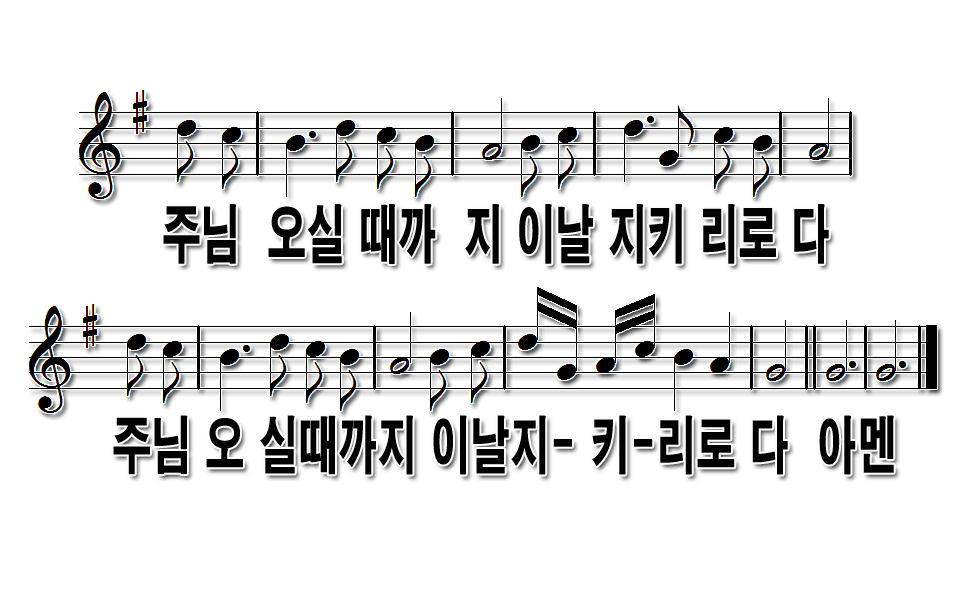 주님 오실 때까 지 이날 지키 리로 다
주님 오 실때까지 이날지- 키-리로 다 아멘